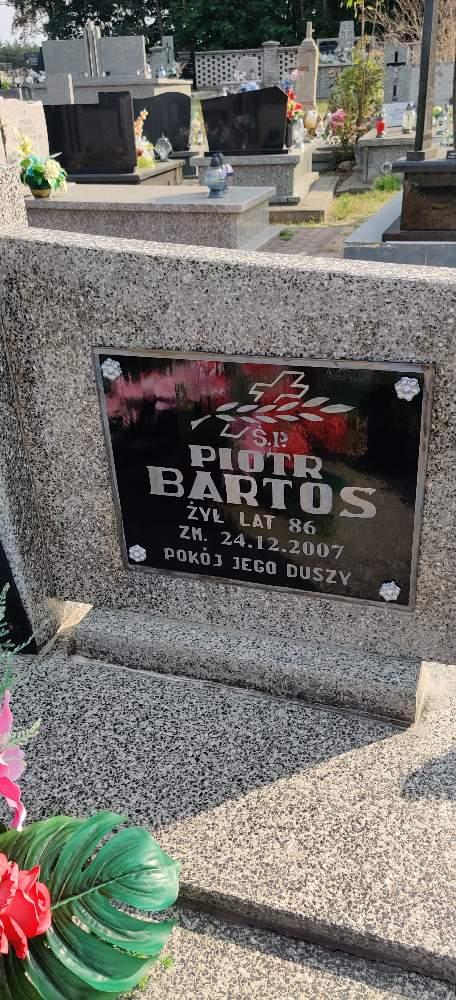 Ś.P.
PIOTR
BARTOS
ŻYŁ LAT 86
ZM. 24.12.2007
POKÓJ JEGO DUSZY